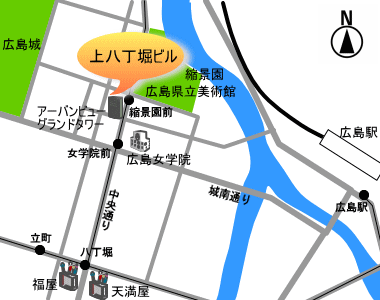 N
広島城
上八丁堀ビル
縮景園
広島県立美術館
アーバンビュー
グランドタワー
縮景園前
広島駅
女学院前
広島女学院
中央通り
城南通り
広島駅
立町
八丁堀
福屋
天満屋